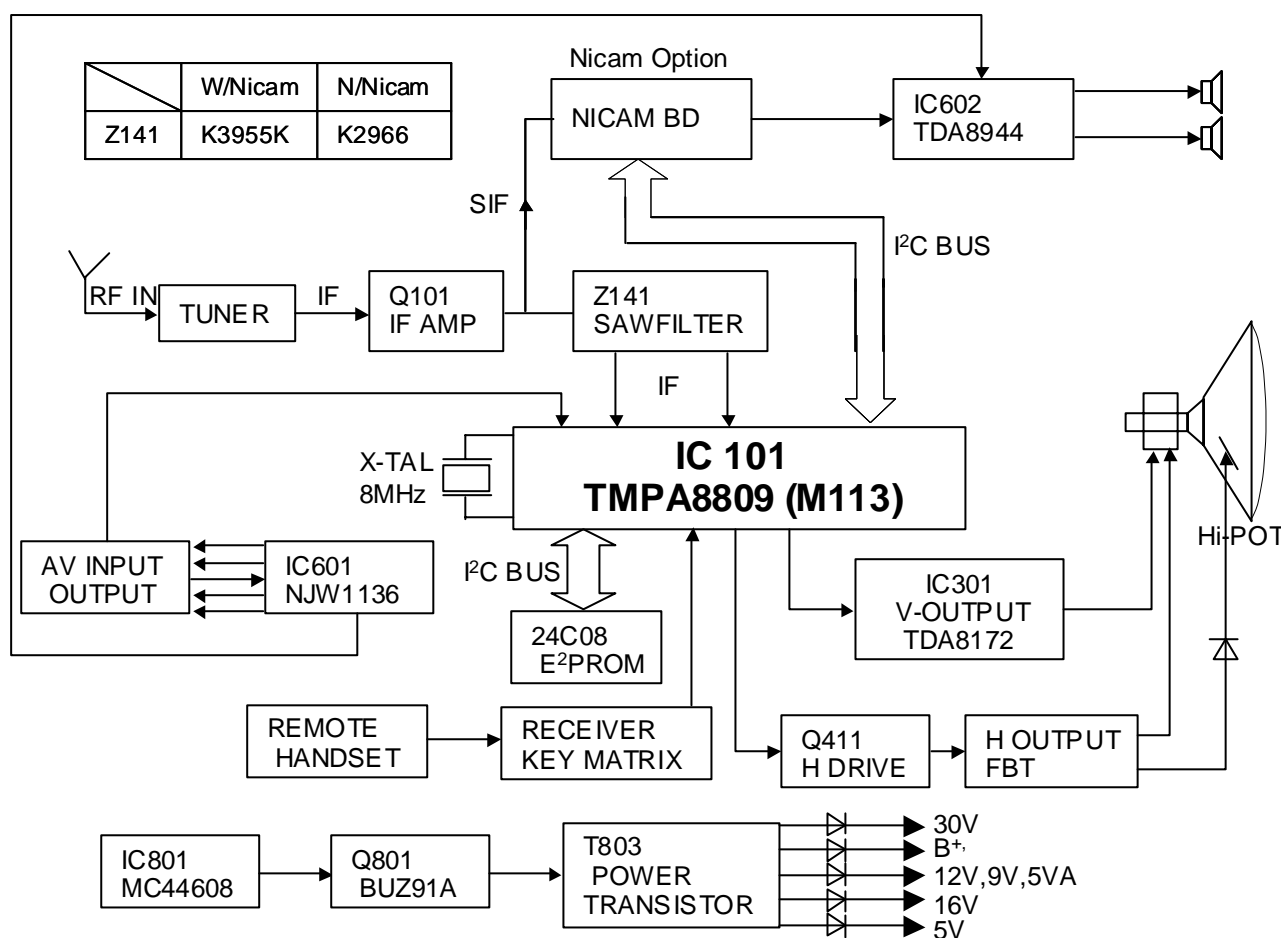 Nicam Option
W/Nicam N/Nicam
Z141 K3955K K2966
NICAM BD
IC602
TDA8944
SIF
I²C BUS
RF IN
TUNER
IF
Q101
IF AMP
Z141
SAWFILTER
IF
X-TAL
8MHz
IC 101
TMPA8809 (M113)
Hi-POT
AV INPUT
OUTPUT
IC601
NJW1136
I²C BUS
24C08
E²PROM
IC301
V-OUTPUT
TDA8172
REMOTE
HANDSET
RECEIVER
KEY MATRIX
Q411
H DRIVE
H OUTPUT
FBT
IC801
MC44608
Q801
BUZ91A
T803
POWER
TRANSISTOR
30V
B+,
12V,9V,5VA
16V
5V